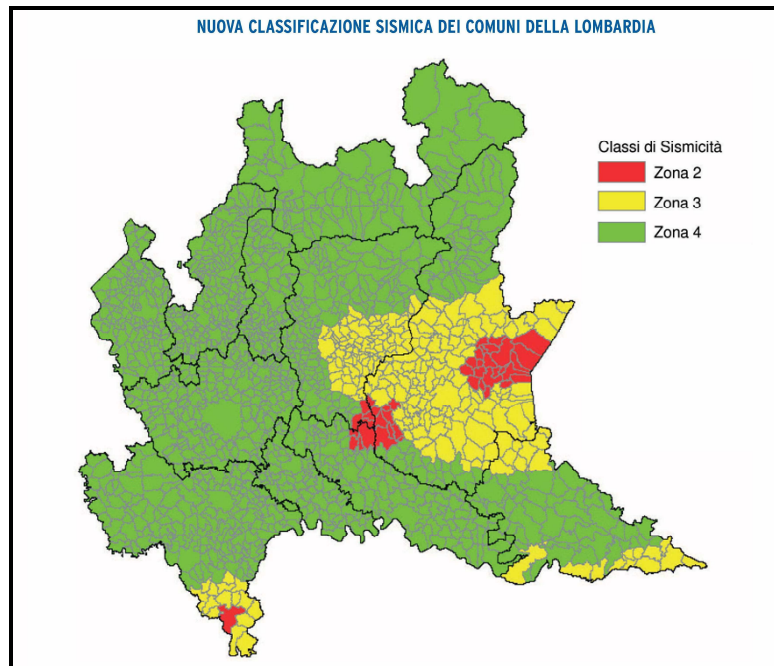 NUOVA CLASSIFICAZIONE SISMICA DEI COMUNI DELLA LOMBARDIA
Classi di Sismicità
Zona 2
Zona 3
Zona 4